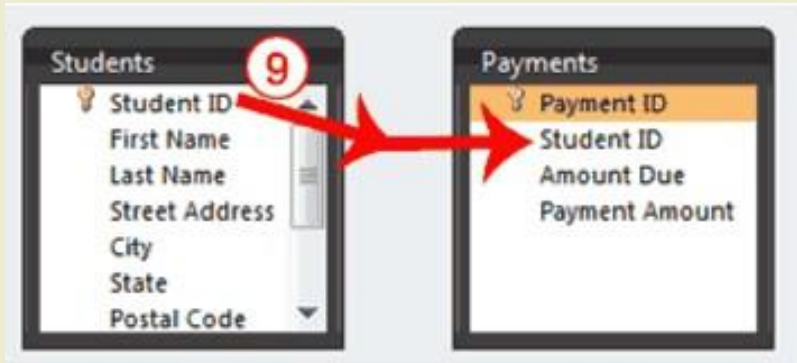 Students
9
Student ID
First Name
Last Name
Street Address
City
State
Postal Code
Payments
Payment ID
Student ID
Amount Due
Payment Amount